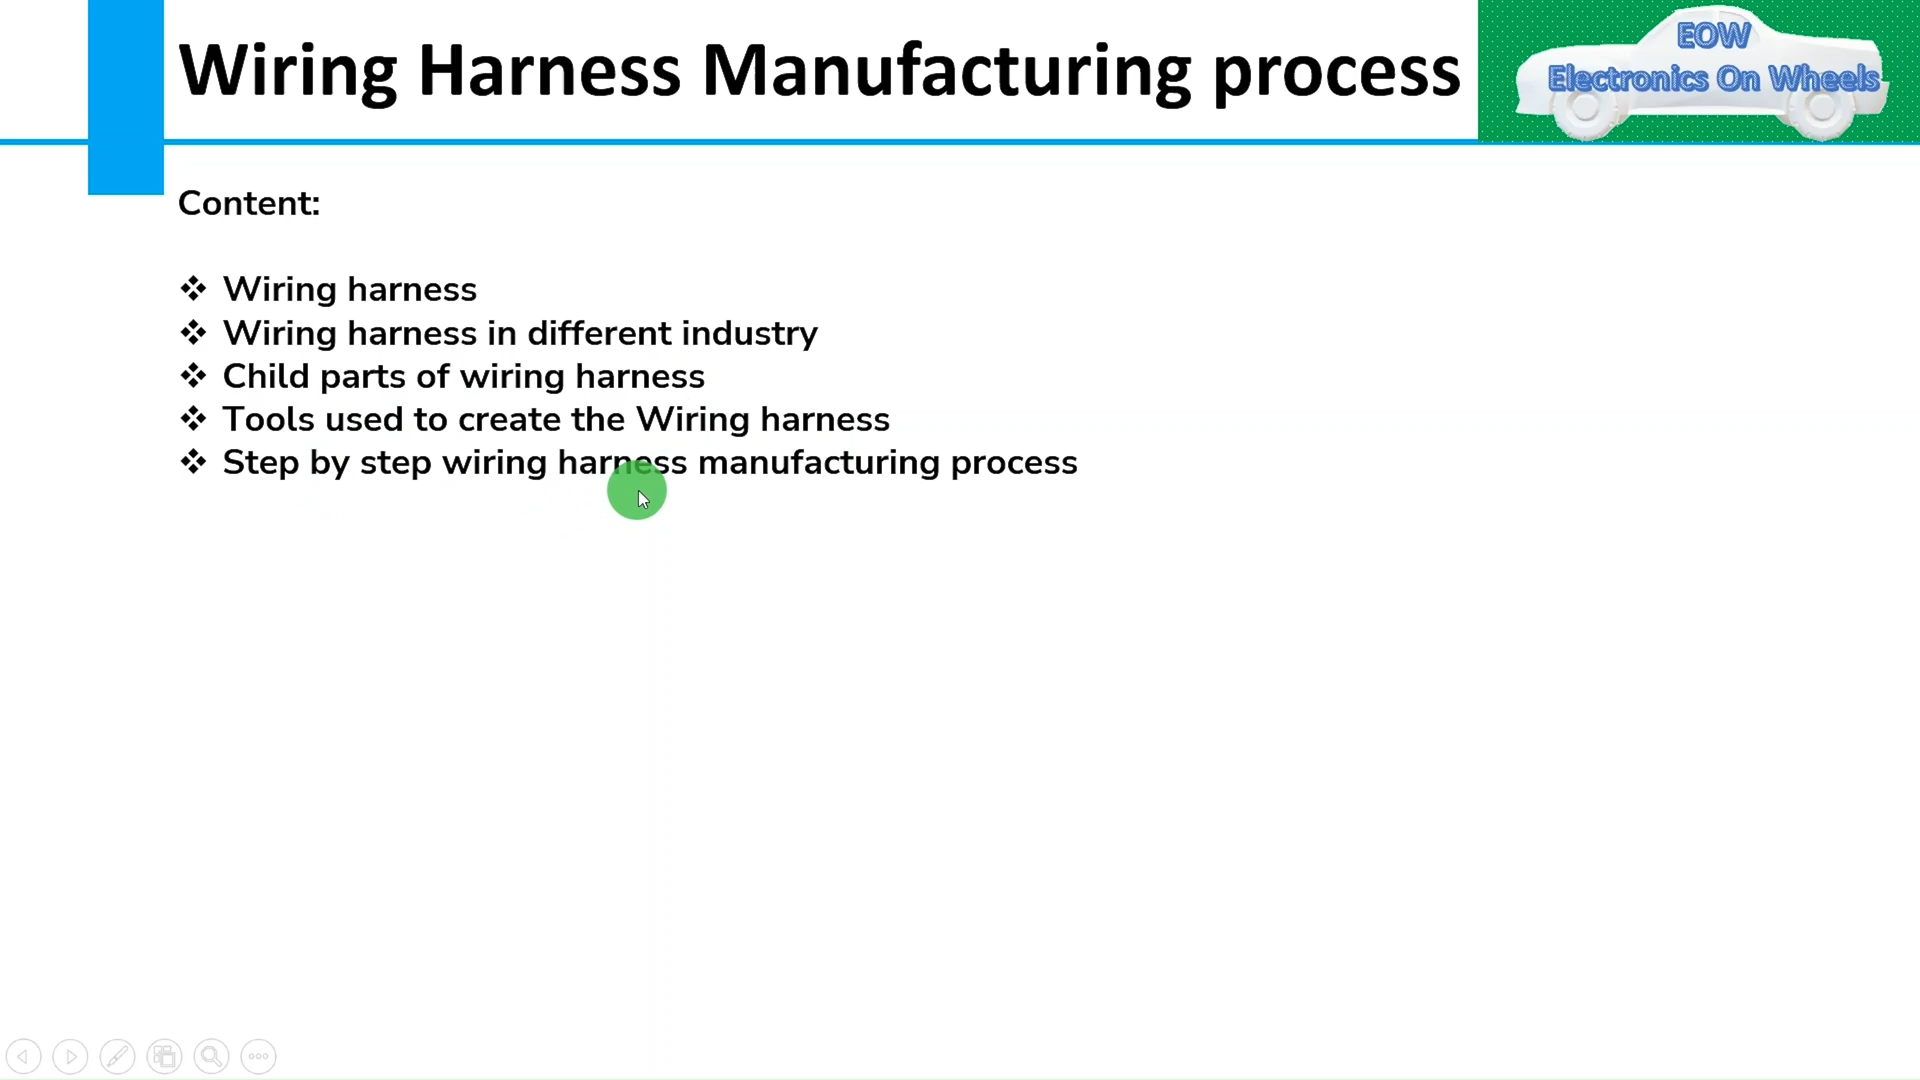 Wiring Harness Manufacturing process
EOW
Electronics On Wheels
Content:
❖ Wiring harness
❖ Wiring harness in different industry
❖ Child parts of wiring harness
❖ Tools used to create the Wiring harness
❖ Step by step wiring harness manufacturing process